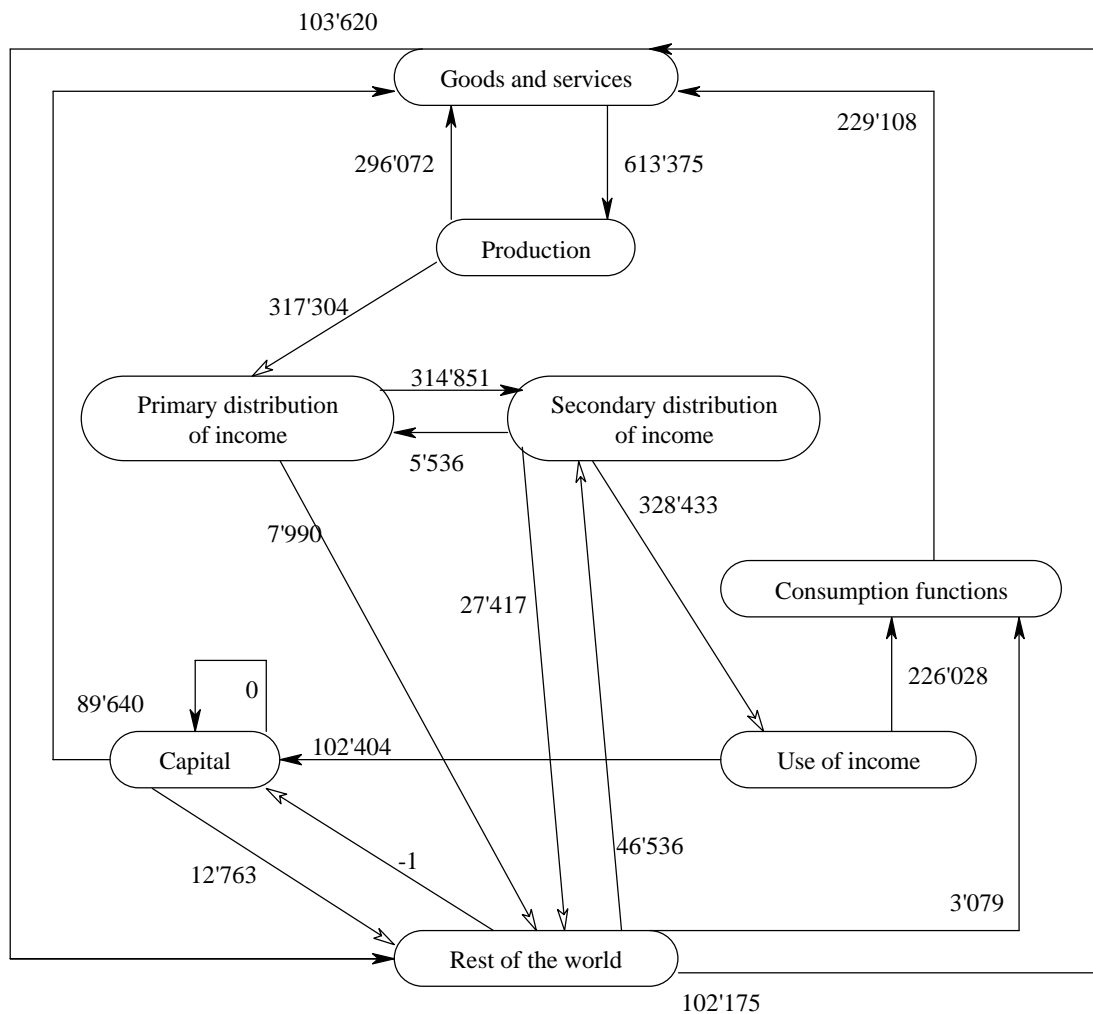 103'620
Goods and services
229'108
296'072
613'375
Production
317'304
314'851
Primary distribution
of income
Secondary distribution
of income
5'536
328'433
7'990
Consumption functions
27'417
226'028
0
89'640
102'404
Capital
Use of income
46'536
-1
12'763
3'079
Rest of the world
102'175